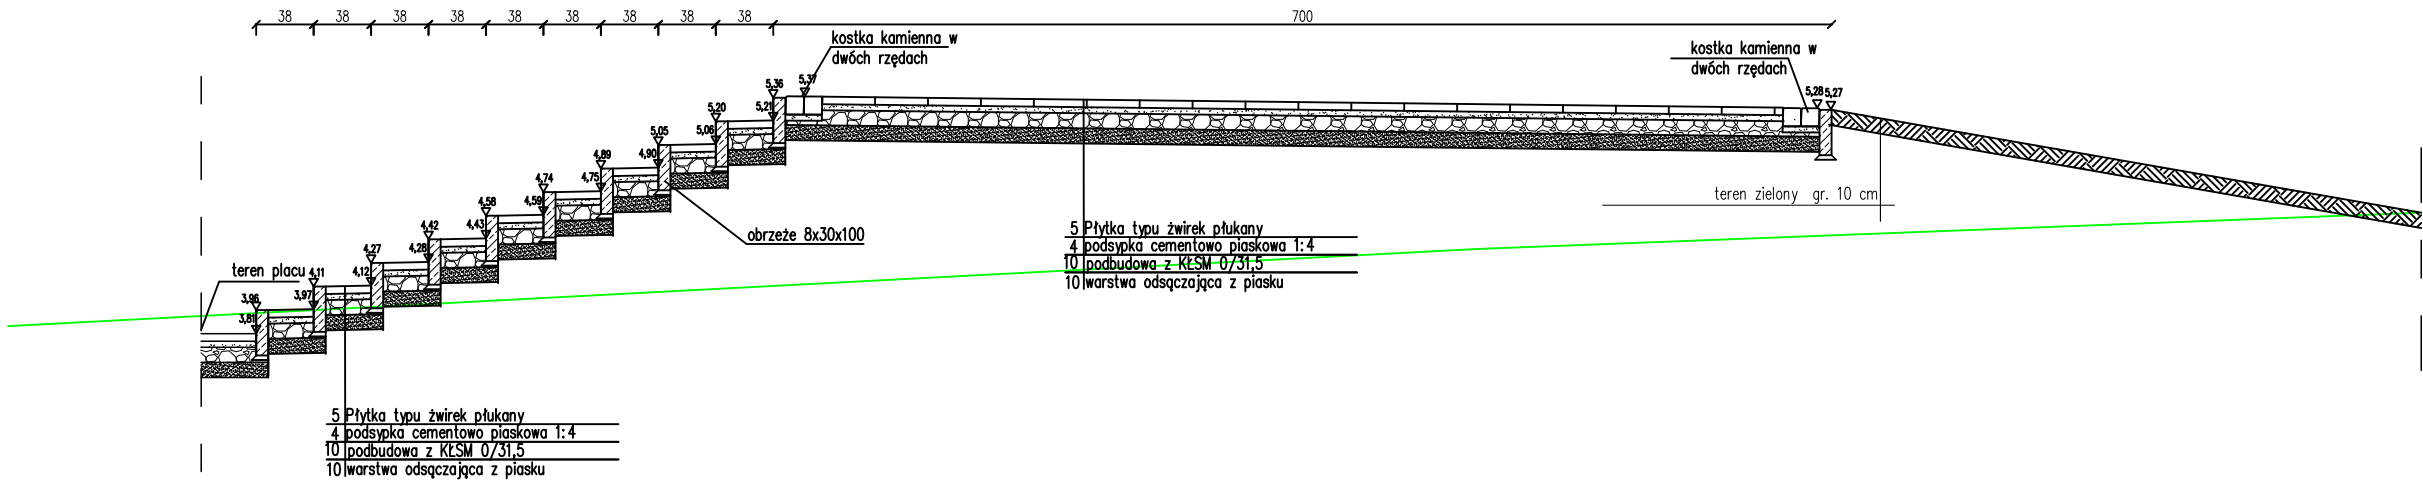 38 38 38 38 38 38 38 38 38 700
kostka kamienna w
dwóch rzędach
kostka kamienna w
dwóch rzędach
5,36 5,37
5,28 5,27
5,20 5,21
5,05 5,06
4,89 4,90
4,74 4,75
4,58 4,59
4,42 4,43
4,27 4,28
4,11 4,12
3,96 3,97
3,81
teren placu
obrzeże 8x30x100
teren zielony gr. 10 cm
5 Płytka typu żwirek płukany
4 podsypka cementowo piaskowa 1:4
10 podbudowa z KŁSM 0/31,5
10 warstwa odsączająca z piasku
5 Płytka typu żwirek płukany
4 podsypka cementowo piaskowa 1:4
10 podbudowa z KŁSM 0/31,5
10 warstwa odsączająca z piasku